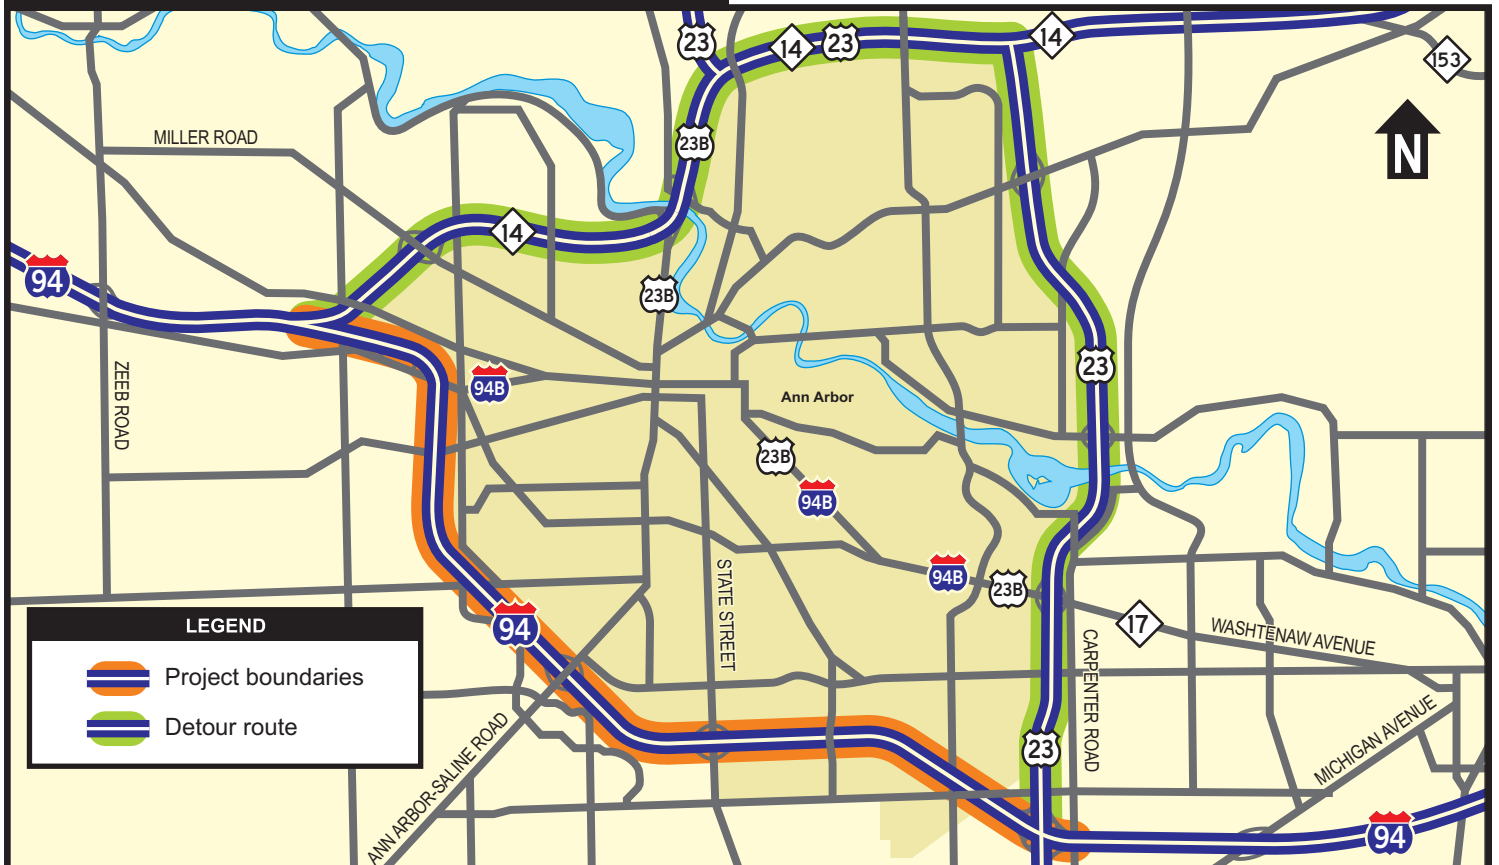 23
14
23
14
153
MILLER ROAD
23B
N
14
94
23B
ZEEB ROAD
94B
23
Ann Arbor
23B
94B
94B
23B
STATE STREET
94
17
WASHTENAW AVENUE
CARPENTER ROAD
LEGEND
Project boundaries
Detour route
ANN ARBOR-SALINE ROAD
23
MICHIGAN AVENUE
94